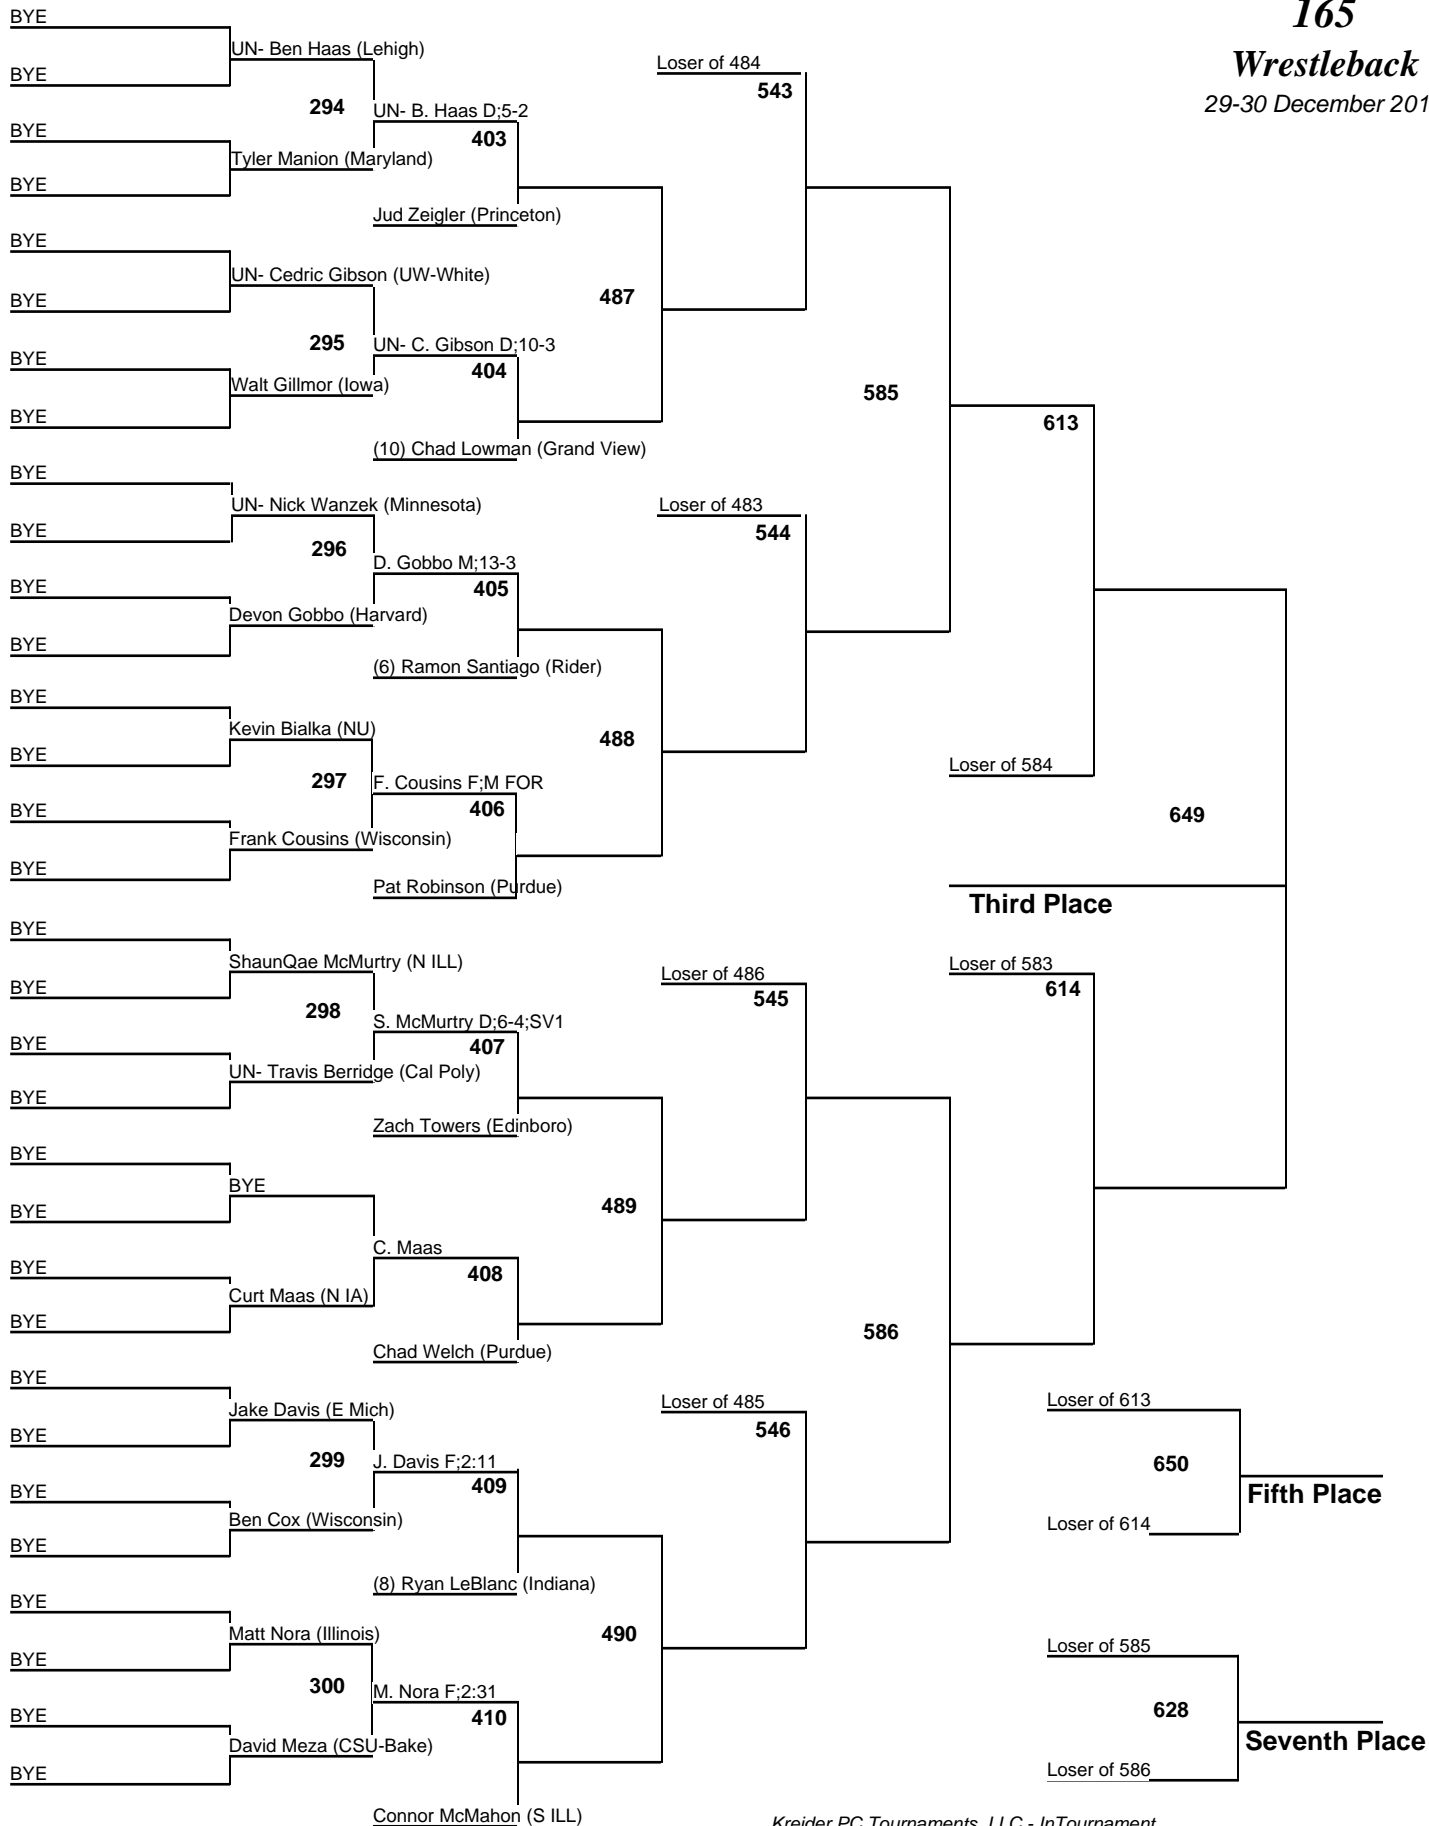 165
Wrestleback
29-30 December 201
BYE
UN- Ben Haas (Lehigh)
BYE
294
UN- B. Haas D;5-2
403
BYE
Tyler Manion (Maryland)
BYE
Jud Zeigler (Princeton)
Loser of 484
543
BYE
UN- Cedric Gibson (UW-White)
BYE
487
295
UN- C. Gibson D;10-3
404
BYE
Walt Gillmor (Iowa)
BYE
(10) Chad Lowman (Grand View)
585
613
BYE
UN- Nick Wanzek (Minnesota)
BYE
296
D. Gobbo M;13-3
405
BYE
Devon Gobbo (Harvard)
BYE
(6) Ramon Santiago (Rider)
Loser of 483
544
BYE
Kevin Bialka (NU)
BYE
488
297
F. Cousins F;M FOR
406
BYE
Frank Cousins (Wisconsin)
BYE
Pat Robinson (Purdue)
Loser of 584
649
Third Place
BYE
ShaunQae McMurtry (N ILL)
BYE
298
S. McMurtry D;6-4;SV1
407
BYE
UN- Travis Berridge (Cal Poly)
BYE
Zach Towers (Edinboro)
Loser of 486
545
Loser of 583
614
BYE
BYE
BYE
489
C. Maas
408
BYE
Curt Maas (N IA)
BYE
Chad Welch (Purdue)
586
BYE
Jake Davis (E Mich)
BYE
299
J. Davis F;2:11
409
BYE
Ben Cox (Wisconsin)
BYE
(8) Ryan LeBlanc (Indiana)
Loser of 485
546
Loser of 613
650
Fifth Place
Loser of 614
BYE
Matt Nora (Illinois)
BYE
490
300
M. Nora F;2:31
410
BYE
David Meza (CSU-Bake)
BYE
Connor McMahon (S ILL)
Loser of 585
628
Seventh Place
Loser of 586
Kreider PC Tournaments, LLC - InTournament